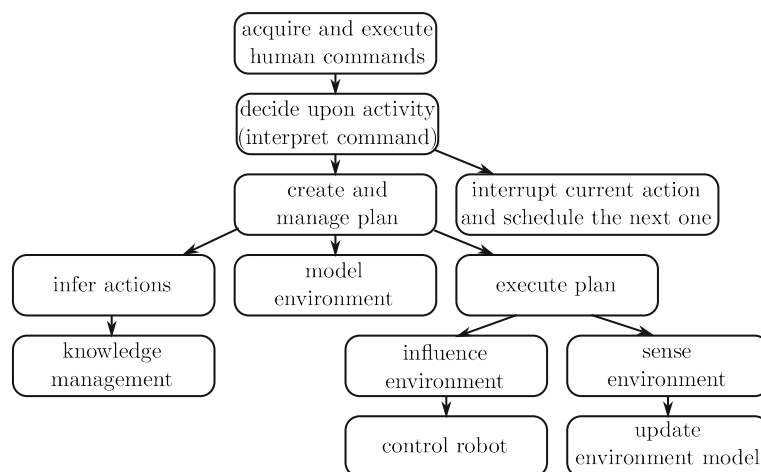 acquire and execute
human commands
decide upon activity
(interpret command)
create and
manage plan
interrupt current action
and schedule the next one
infer actions
model
environment
execute plan
knowledge
management
influence
environment
sense
environment
control robot
update
environment model